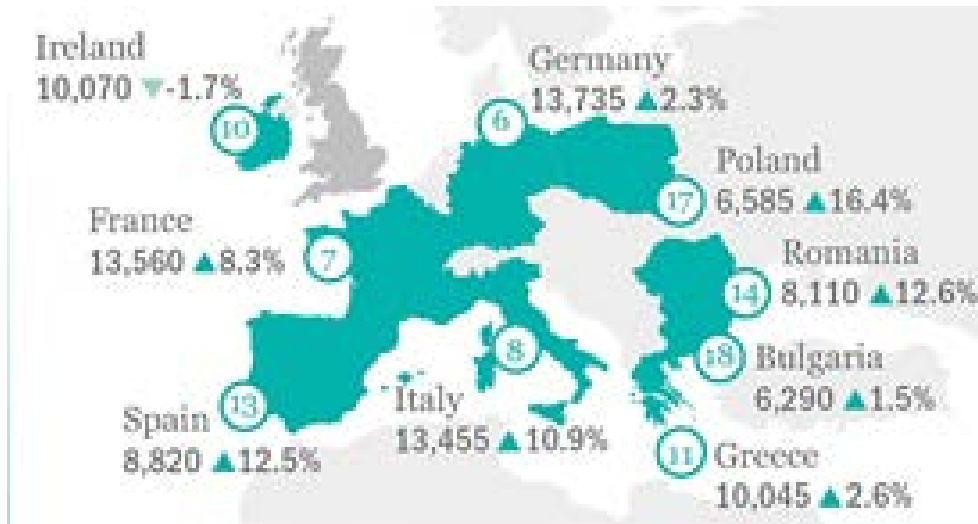 Ireland
10,070 ▼-1.7%
10
Germany
13,735 ▲2.3%
6
Poland
17 6,585 ▲16.4%
France
13,560 ▲8.3%
7
Romania
14 8,110 ▲12.6%
8
18 Bulgaria
6,290 ▲1.5%
13
Spain
8,820 ▲12.5%
Italy
13,455 ▲10.9%
11 Greece
10,045 ▲2.6%